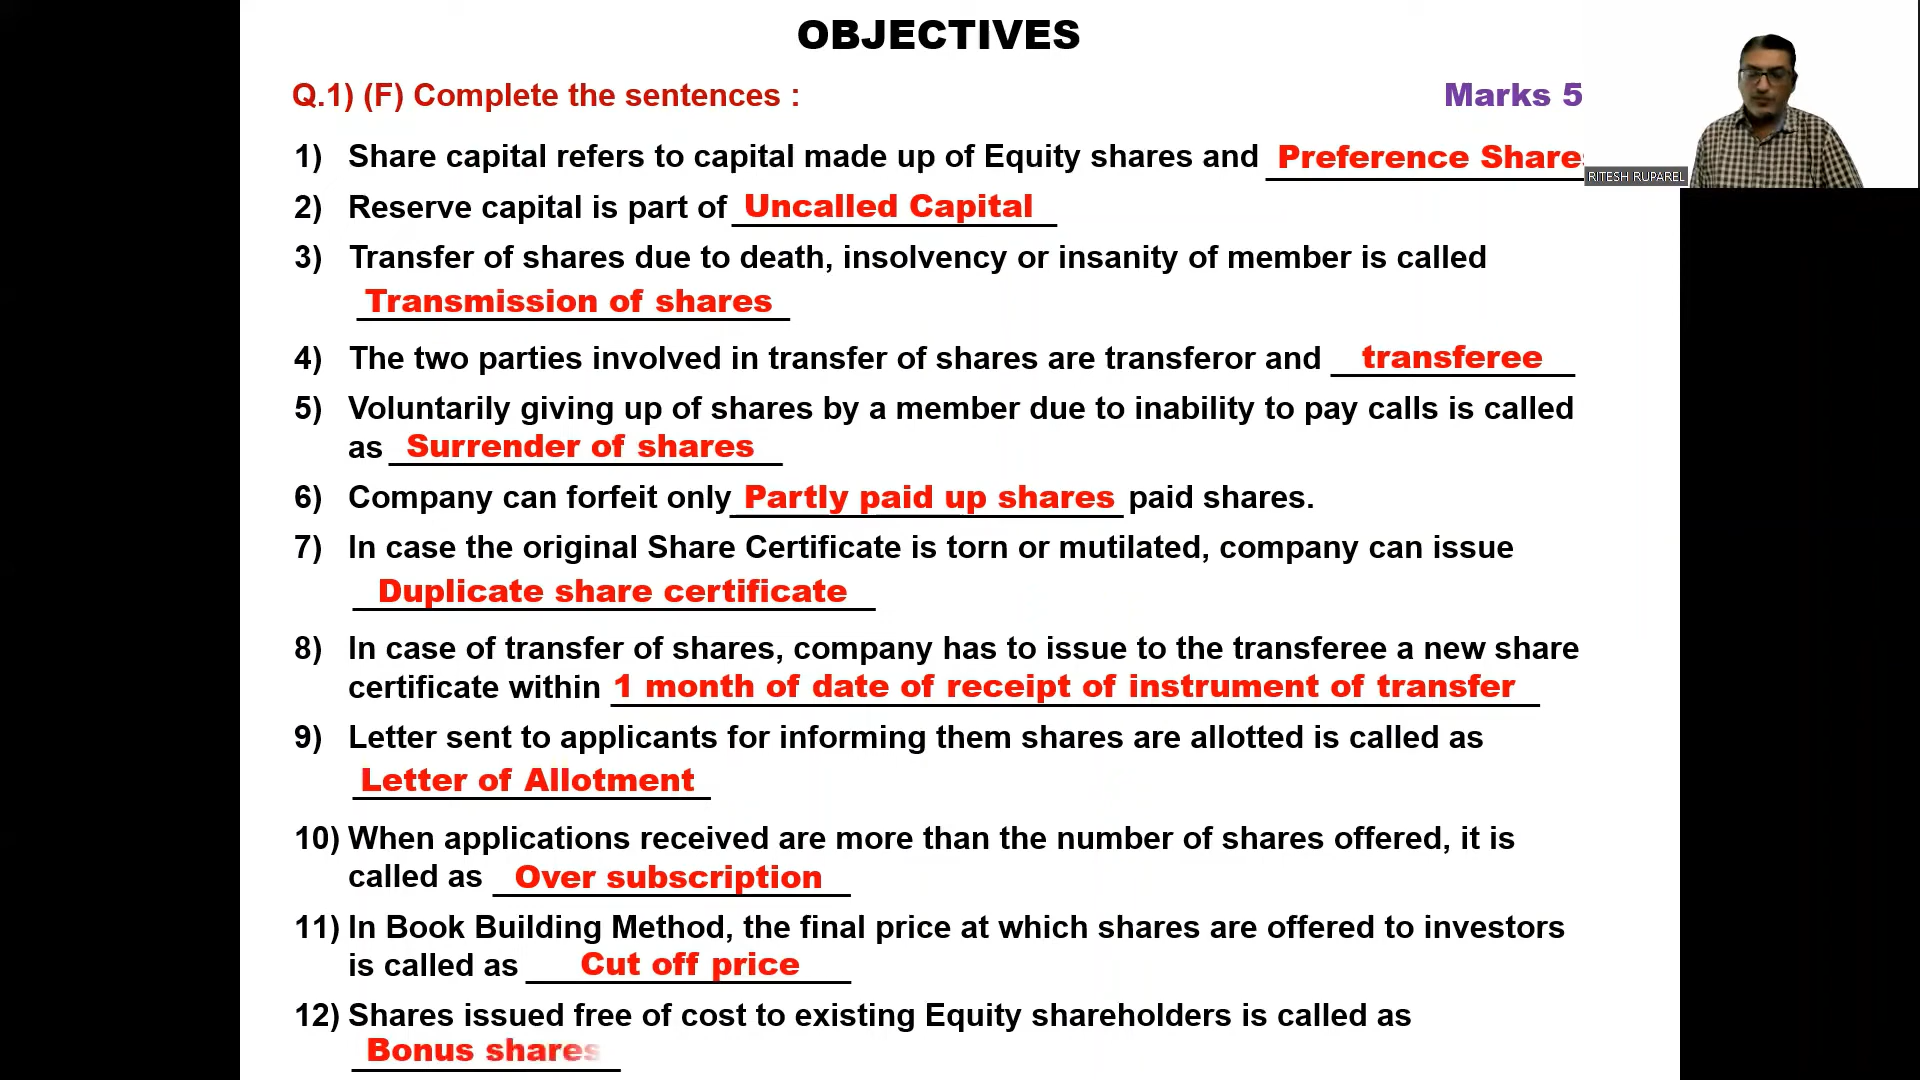 OBJECTIVES
Q.1) (F) Complete the sentences :
Marks 5
1) Share capital refers to capital made up of Equity shares and Preference Shares
RITESH RUPAREL
2) Reserve capital is part of Uncalled Capital
3) Transfer of shares due to death, insolvency or insanity of member is called
Transmission of shares
4) The two parties involved in transfer of shares are transferor and transferee
5) Voluntarily giving up of shares by a member due to inability to pay calls is called
as Surrender of shares
6) Company can forfeit only Partly paid up shares paid shares.
7) In case the original Share Certificate is torn or mutilated, company can issue
Duplicate share certificate
8) In case of transfer of shares, company has to issue to the transferee a new share
certificate within 1 month of date of receipt of instrument of transfer
9) Letter sent to applicants for informing them shares are allotted is called as
Letter of Allotment
10) When applications received are more than the number of shares offered, it is
called as Over subscription
11) In Book Building Method, the final price at which shares are offered to investors
is called as Cut off price
12) Shares issued free of cost to existing Equity shareholders is called as
Bonus shares